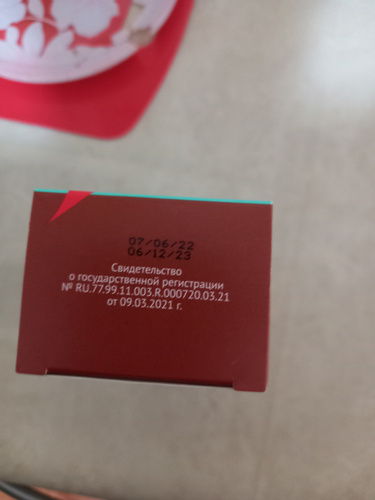 07/06/22
06/12/23
Свидетельство
о государственной регистрации
№ RU.77.99.11.003.R.000720.03.21
от 09.03.2021 г.